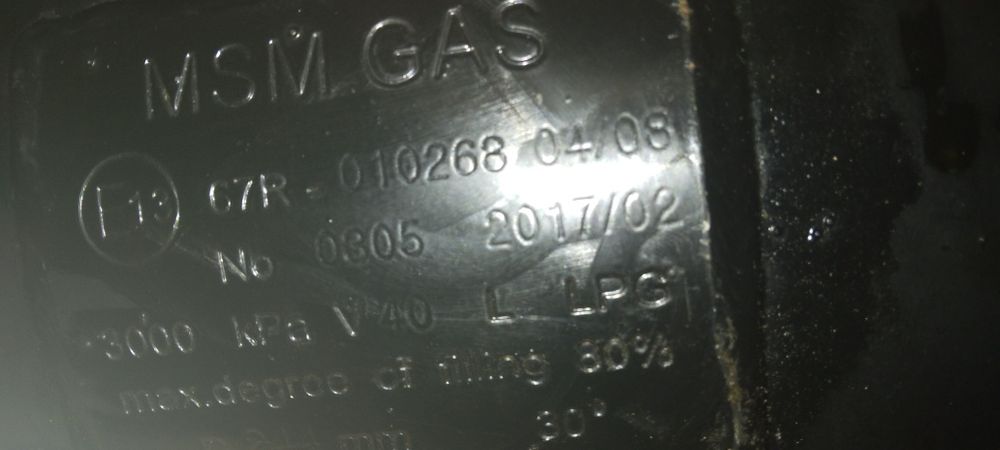 MSM GAS
E13 67R-010268 04/08
No 0805 2017/02
3000 kPa V 40 L LPG
max.degree of filling 80%
mm 30°